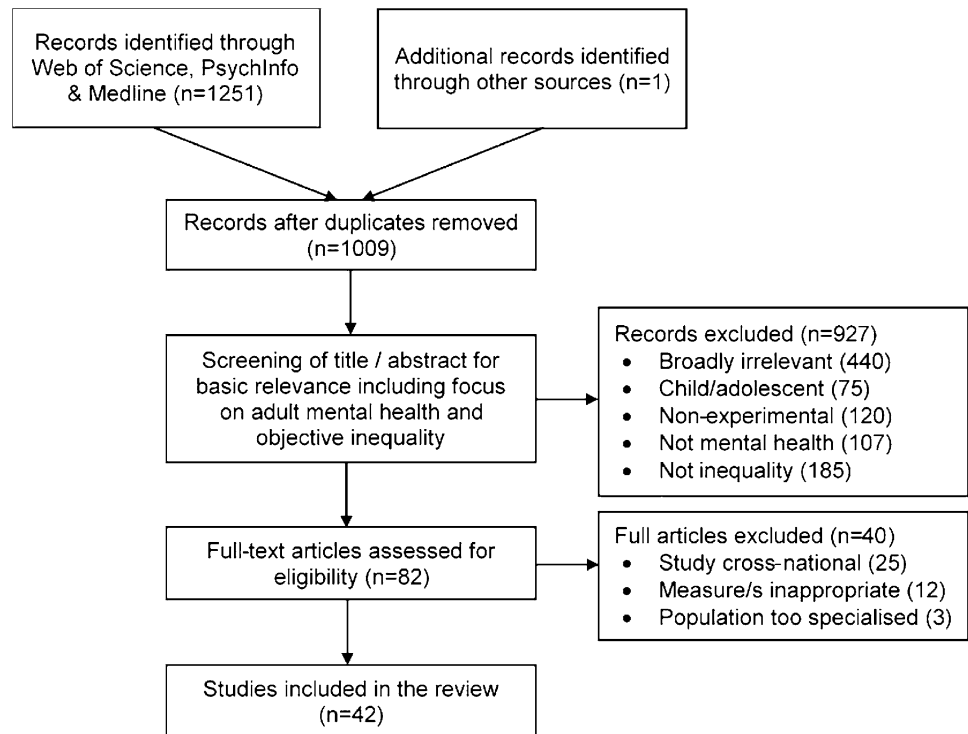 Records identified through
Web of Science, PsychInfo
& Medline (n=1251)
Additional records identified
through other sources (n=1)
Records after duplicates removed
(n=1009)
Screening of title / abstract for
basic relevance including focus
on adult mental health and
objective inequality
Records excluded (n=927)
• Broadly irrelevant (440)
• Child/adolescent (75)
• Non-experimental (120)
• Not mental health (107)
• Not inequality (185)
Full-text articles assessed for
eligibility (n=82)
Full articles excluded (n=40)
• Study cross-national (25)
• Measure/s inappropriate (12)
• Population too specialised (3)
Studies included in the review
(n=42)